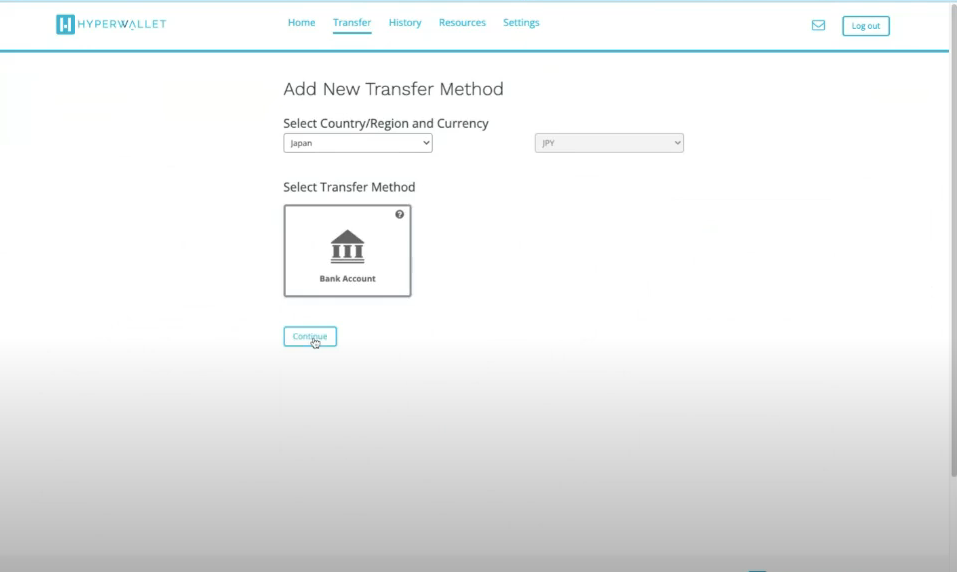 HYPERWALLET
Home Transfer History Resources Settings
Log out
Add New Transfer Method
Select Country/Region and Currency
Japan JPY
Select Transfer Method
?
Bank Account
Continue